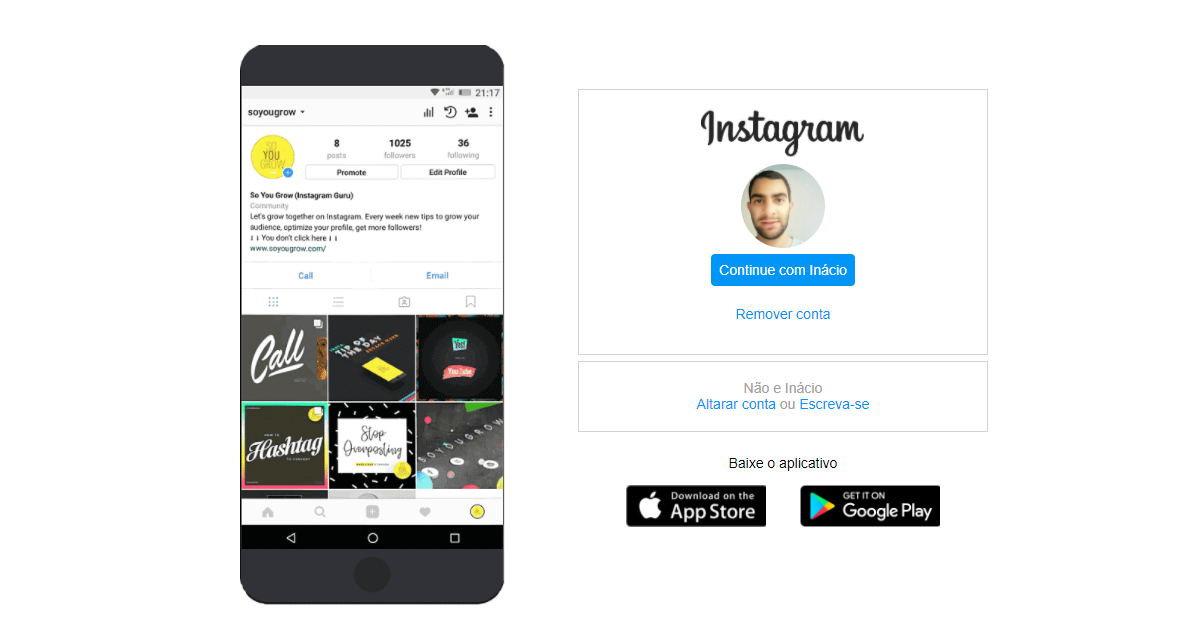 21:17
soyougrow
8 1025 36
posts followers following
Promote Edit Profile
So You Grow (Instagram Guru)
Community
Let's grow together on Instagram. Every week new tips to grow your
audience, optimize your profile, get more followers!
⬇⬇ You don't click here ⬇⬇
www.soyougrow.com/
Call Email
SO
YOU
GROW
Call
TIP OF
THE DAY
Yes!
YouTube
HOW TO
Hashtag
Stop
Overposting
SOYOUGROW
Instagram
Continue com Inácio
Remover conta
Não e Inácio
Altarar conta ou Escreva-se
Baixe o aplicativo
Download on the
App Store
GET IT ON
Google Play